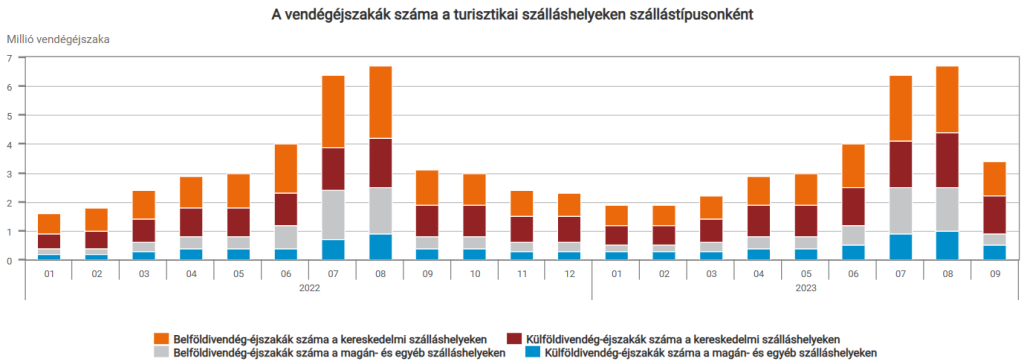 A vendégéjszakák száma a turisztikai szálláshelyeken szállástípusonként
Millió vendégéjszaka
7
6
5
4
3
2
1
0
01 02 03 04 05 06 07 08 09 10 11 12 01 02 03 04 05 06 07 08 09
2022 2023
Belföldivendég-éjszakák száma a kereskedelmi szálláshelyeken Külföldivendég-éjszakák száma a kereskedelmi szálláshelyeken
Belföldivendég-éjszakák száma a magán- és egyéb szálláshelyeken Külföldivendég-éjszakák száma a magán- és egyéb szálláshelyeken